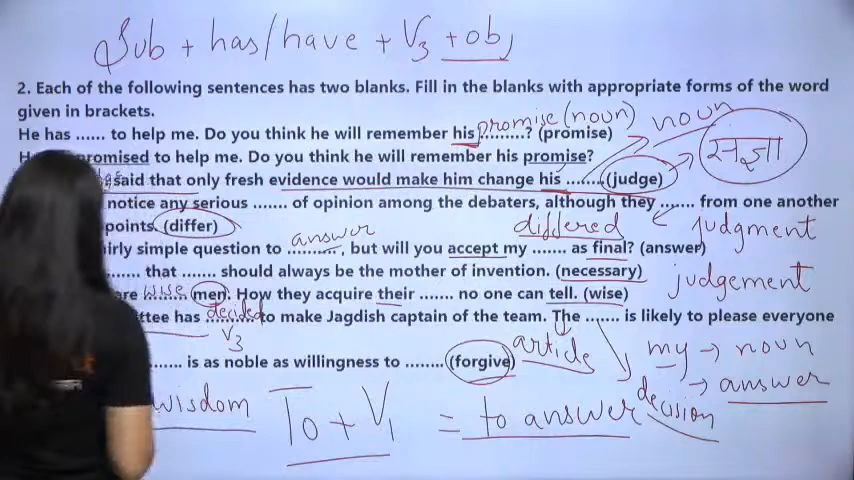 Sub + has/have + V3 + obj
2. Each of the following sentences has two blanks. Fill in the blanks with appropriate forms of the word
given in brackets.
He has ...... to help me. Do you think he will remember his .........? (promise)
promise (noun)
noun
promised to help me. Do you think he will remember his promise?
संज्ञा
said that only fresh evidence would make him change his ....... (judge)
notice any serious ....... of opinion among the debaters, although they ....... from one another
points. (differ)
differed
judgment
irly simple question to .........., but will you accept my ....... as final? (answer)
answer
....... that ....... should always be the mother of invention. (necessary)
judgement
are wise men. How they acquire their ....... no one can tell. (wise)
ttee has ......... to make Jagdish captain of the team. The ...... is likely to please everyone
decided
V3
article
my → noun
....... is as noble as willingness to ........ (forgive)
→ answer
wisdom
To + V1 = to answer
decision